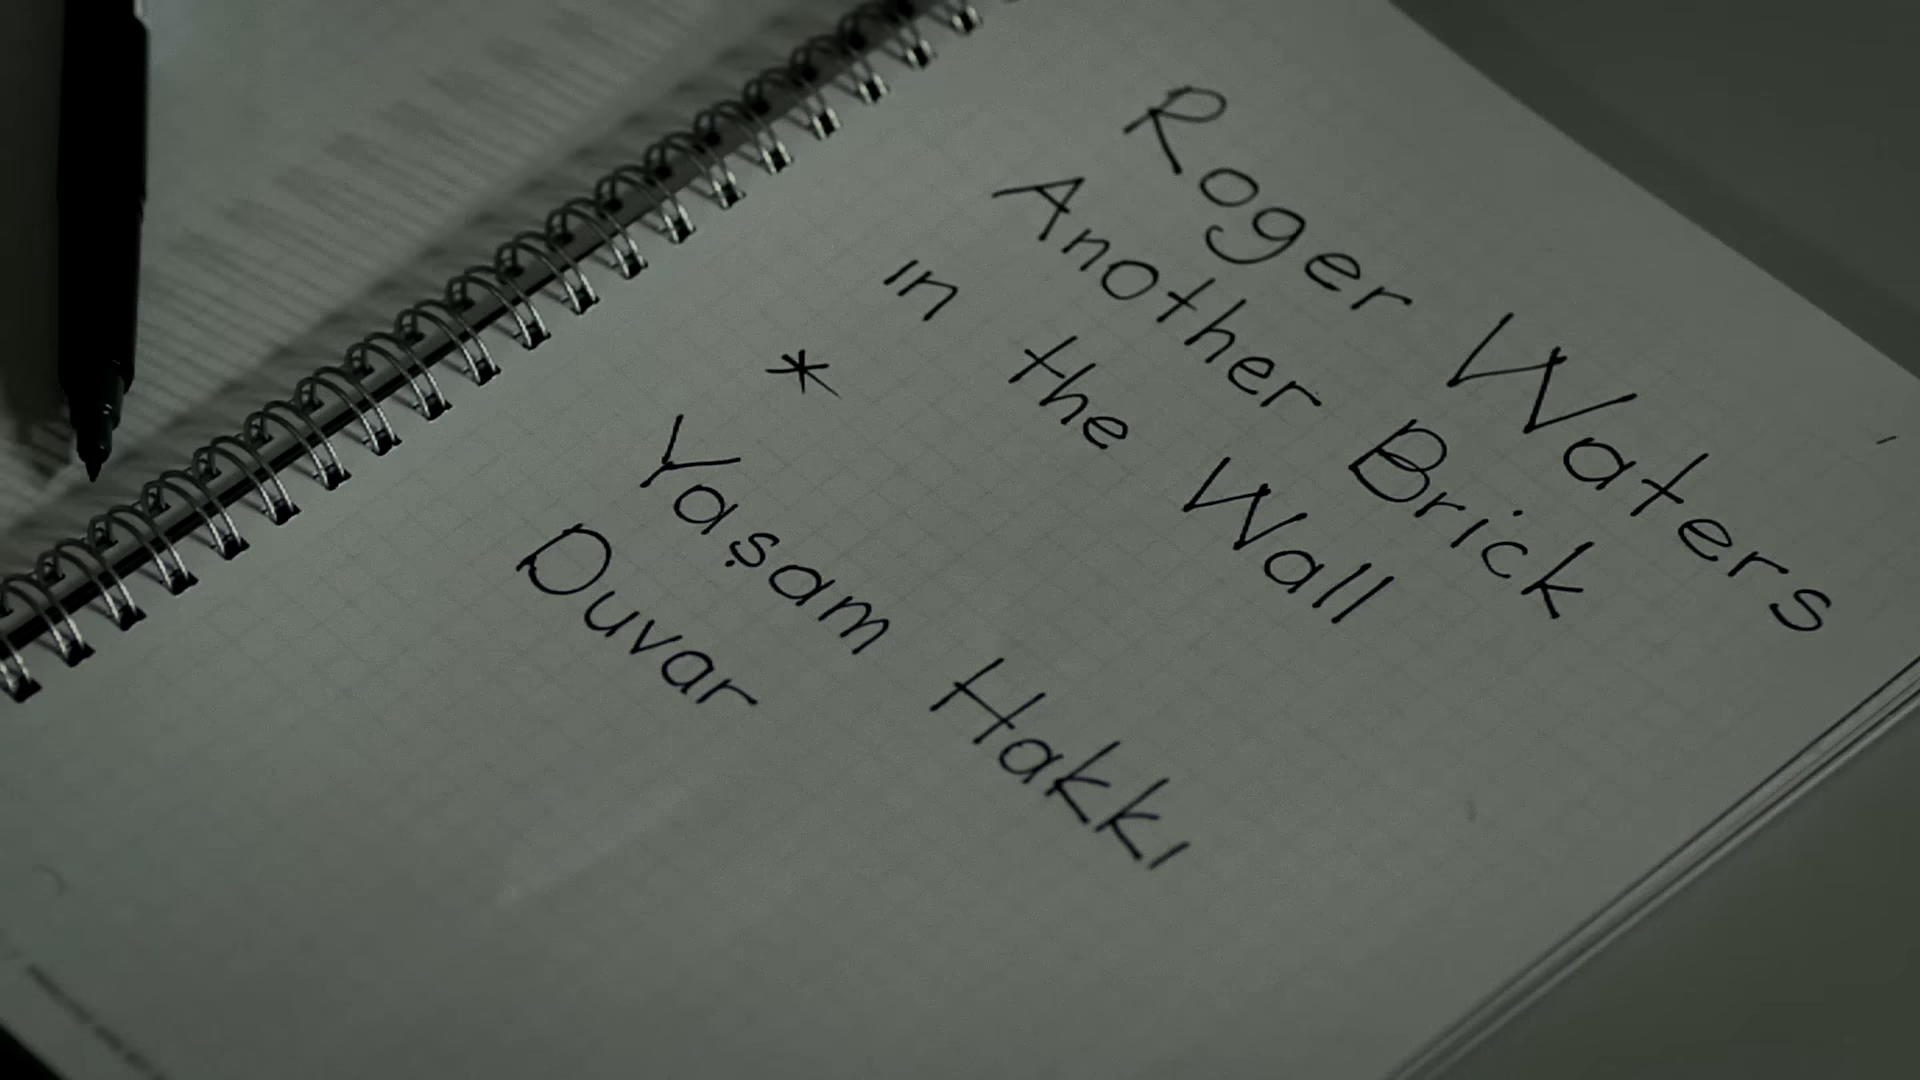 Roger Waters
Another Brick
in the Wall
*
Yaşam Hakkı
Duvar